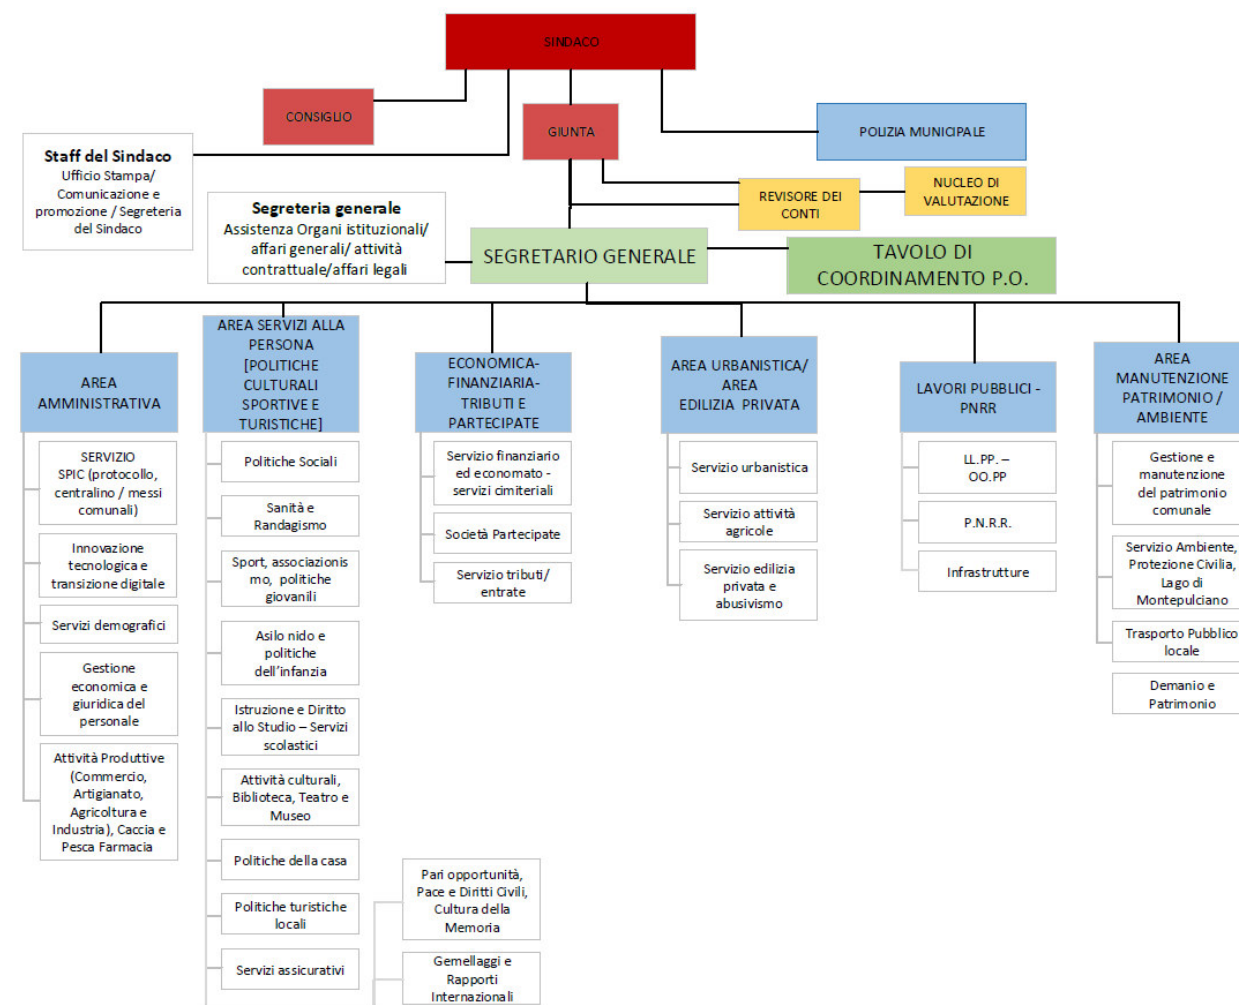 SINDACO
CONSIGLIO
GIUNTA
POLIZIA MUNICIPALE
Staff del Sindaco
Ufficio Stampa/
Comunicazione e
promozione / Segreteria
del Sindaco
REVISORE DEI
CONTI
NUCLEO DI
VALUTAZIONE
Segreteria generale
Assistenza Organi istituzionali/
affari generali/ attività
contrattuale/affari legali
SEGRETARIO GENERALE
TAVOLO DI
COORDINAMENTO P.O.
AREA
AMMINISTRATIVA
SERVIZIO
SPIC (protocollo,
centralino / messi
comunali)
Innovazione
tecnologica e
transizione digitale
Servizi demografici
Gestione
economica e
giuridica del
personale
Attività Produttive
(Commercio,
Artigianato,
Agricoltura e
Industria), Caccia e
Pesca Farmacia
AREA SERVIZI ALLA
PERSONA
[POLITICHE
CULTURALI
SPORTIVE E
TURISTICHE]
Politiche Sociali
Sanità e
Randagismo
Sport, associazionis
mo, politiche
giovanili
Asilo nido e
politiche
dell'infanzia
Istruzione e Diritto
allo Studio – Servizi
scolastici
Attività culturali,
Biblioteca, Teatro e
Museo
Politiche della casa
Politiche turistiche
locali
Servizi assicurativi
Pari opportunità,
Pace e Diritti Civili,
Cultura della
Memoria
Gemellaggi e
Rapporti
Internazionali
ECONOMICA-
FINANZIARIA-
TRIBUTI E
PARTECIPATE
Servizio finanziario
ed economato -
servizi cimiteriali
Società Partecipate
Servizio tributi/
entrate
AREA URBANISTICA/
AREA
EDILIZIA PRIVATA
Servizio urbanistica
Servizio attività
agricole
Servizio edilizia
privata e
abusivismo
LAVORI PUBBLICI -
PNRR
LL.PP. –
OO.PP
P.N.R.R.
Infrastrutture
AREA
MANUTENZIONE
PATRIMONIO /
AMBIENTE
Gestione e
manutenzione
del patrimonio
comunale
Servizio Ambiente,
Protezione Civilia,
Lago di
Montepulciano
Trasporto Pubblico
locale
Demanio e
Patrimonio